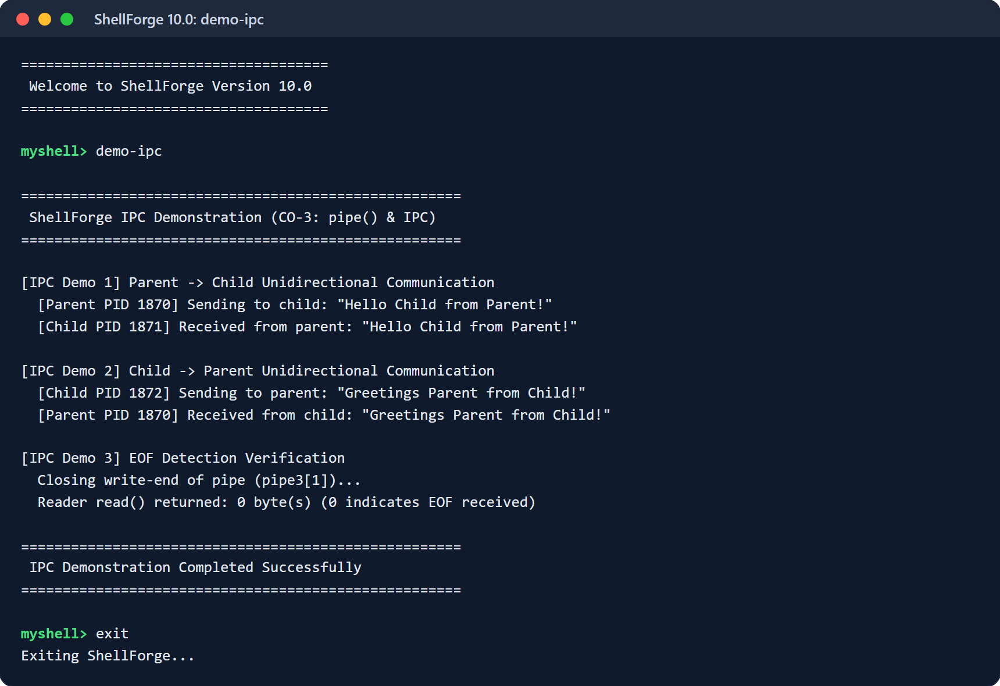 ShellForge 10.0: demo-ipc
=====================================
Welcome to ShellForge Version 10.0
=====================================
myshell> demo-ipc
=====================================================
ShellForge IPC Demonstration (CO-3: pipe() & IPC)
=====================================================
[IPC Demo 1] Parent -> Child Unidirectional Communication
[Parent PID 1870] Sending to child: "Hello Child from Parent!"
[Child PID 1871] Received from parent: "Hello Child from Parent!"
[IPC Demo 2] Child -> Parent Unidirectional Communication
[Child PID 1872] Sending to parent: "Greetings Parent from Child!"
[Parent PID 1870] Received from child: "Greetings Parent from Child!"
[IPC Demo 3] EOF Detection Verification
Closing write-end of pipe (pipe3[1])...
Reader read() returned: 0 byte(s) (0 indicates EOF received)
=====================================================
IPC Demonstration Completed Successfully
=====================================================
myshell> exit
Exiting ShellForge...